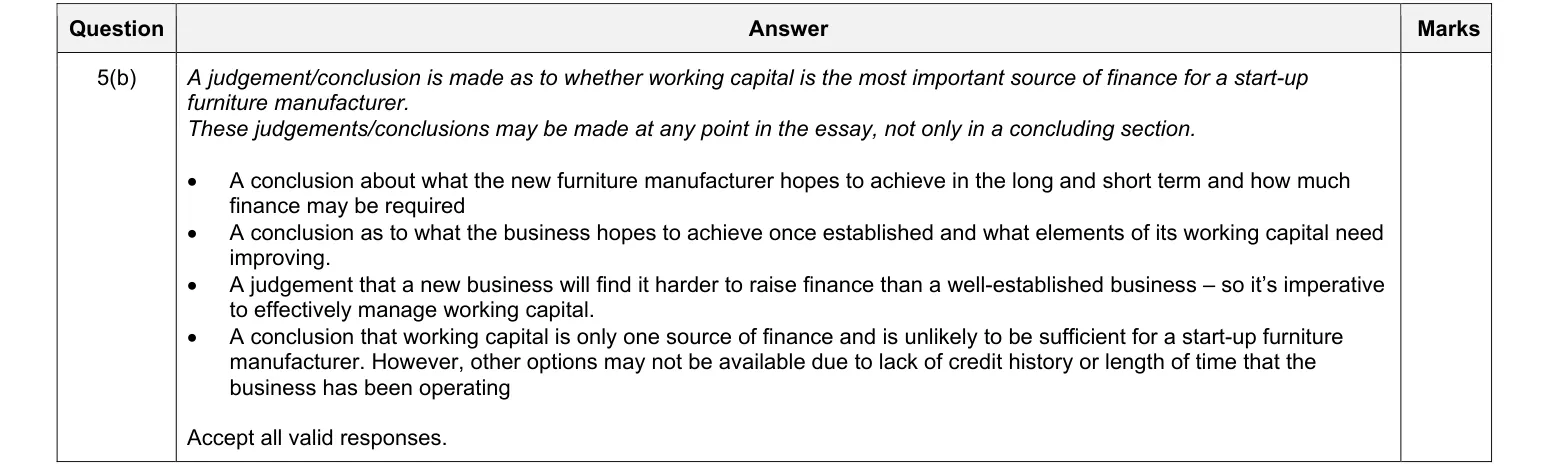 Question Answer Marks
5(b) A judgement/conclusion is made as to whether working capital is the most important source of finance for a start-up
furniture manufacturer.
These judgements/conclusions may be made at any point in the essay, not only in a concluding section.
• A conclusion about what the new furniture manufacturer hopes to achieve in the long and short term and how much
finance may be required
• A conclusion as to what the business hopes to achieve once established and what elements of its working capital need
improving.
• A judgement that a new business will find it harder to raise finance than a well-established business – so it's imperative
to effectively manage working capital.
• A conclusion that working capital is only one source of finance and is unlikely to be sufficient for a start-up furniture
manufacturer. However, other options may not be available due to lack of credit history or length of time that the
business has been operating
Accept all valid responses.